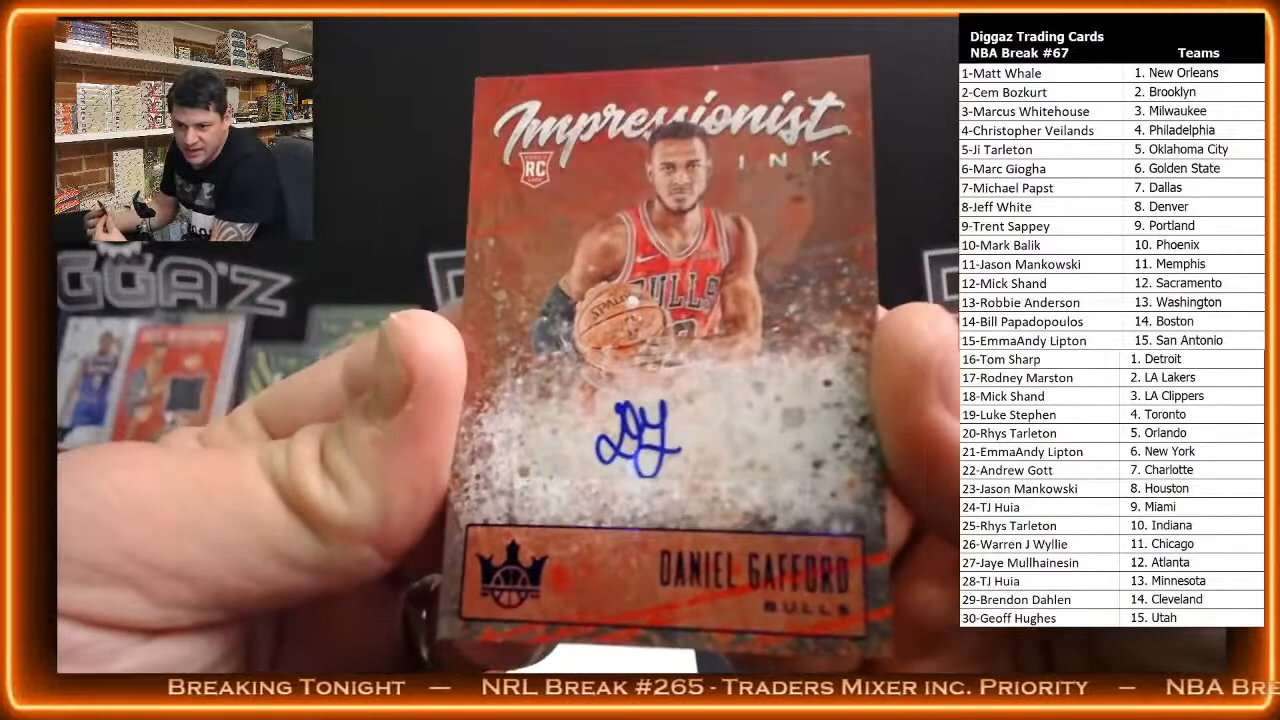 Diggaz Trading Cards
NBA Break #67 Teams
1-Matt Whale 1. New Orleans
2-Cem Bozkurt 2. Brooklyn
3-Marcus Whitehouse 3. Milwaukee
4-Christopher Veilands 4. Philadelphia
5-Ji Tarleton 5. Oklahoma City
6-Marc Giogha 6. Golden State
7-Michael Papst 7. Dallas
8-Jeff White 8. Denver
9-Trent Sappey 9. Portland
10-Mark Balik 10. Phoenix
11-Jason Mankowski 11. Memphis
12-Mick Shand 12. Sacramento
13-Robbie Anderson 13. Washington
14-Bill Papadopoulos 14. Boston
15-EmmaAndy Lipton 15. San Antonio
16-Tom Sharp 1. Detroit
17-Rodney Marston 2. LA Lakers
18-Mick Shand 3. LA Clippers
19-Luke Stephen 4. Toronto
20-Rhys Tarleton 5. Orlando
21-EmmaAndy Lipton 6. New York
22-Andrew Gott 7. Charlotte
23-Jason Mankowski 8. Houston
24-TJ Huia 9. Miami
25-Rhys Tarleton 10. Indiana
26-Warren J Wyllie 11. Chicago
27-Jaye Mullhainesin 12. Atlanta
28-TJ Huia 13. Minnesota
29-Brendon Dahlen 14. Cleveland
30-Geoff Hughes 15. Utah
Impressionist
INK
RC
SPALDING
BULLS
DANIEL GAFFORD
BULLS
GGA'Z
BREAKING TONIGHT — NRL BREAK #265 - TRADERS MIXER INC. PRIORITY — NBA BRE